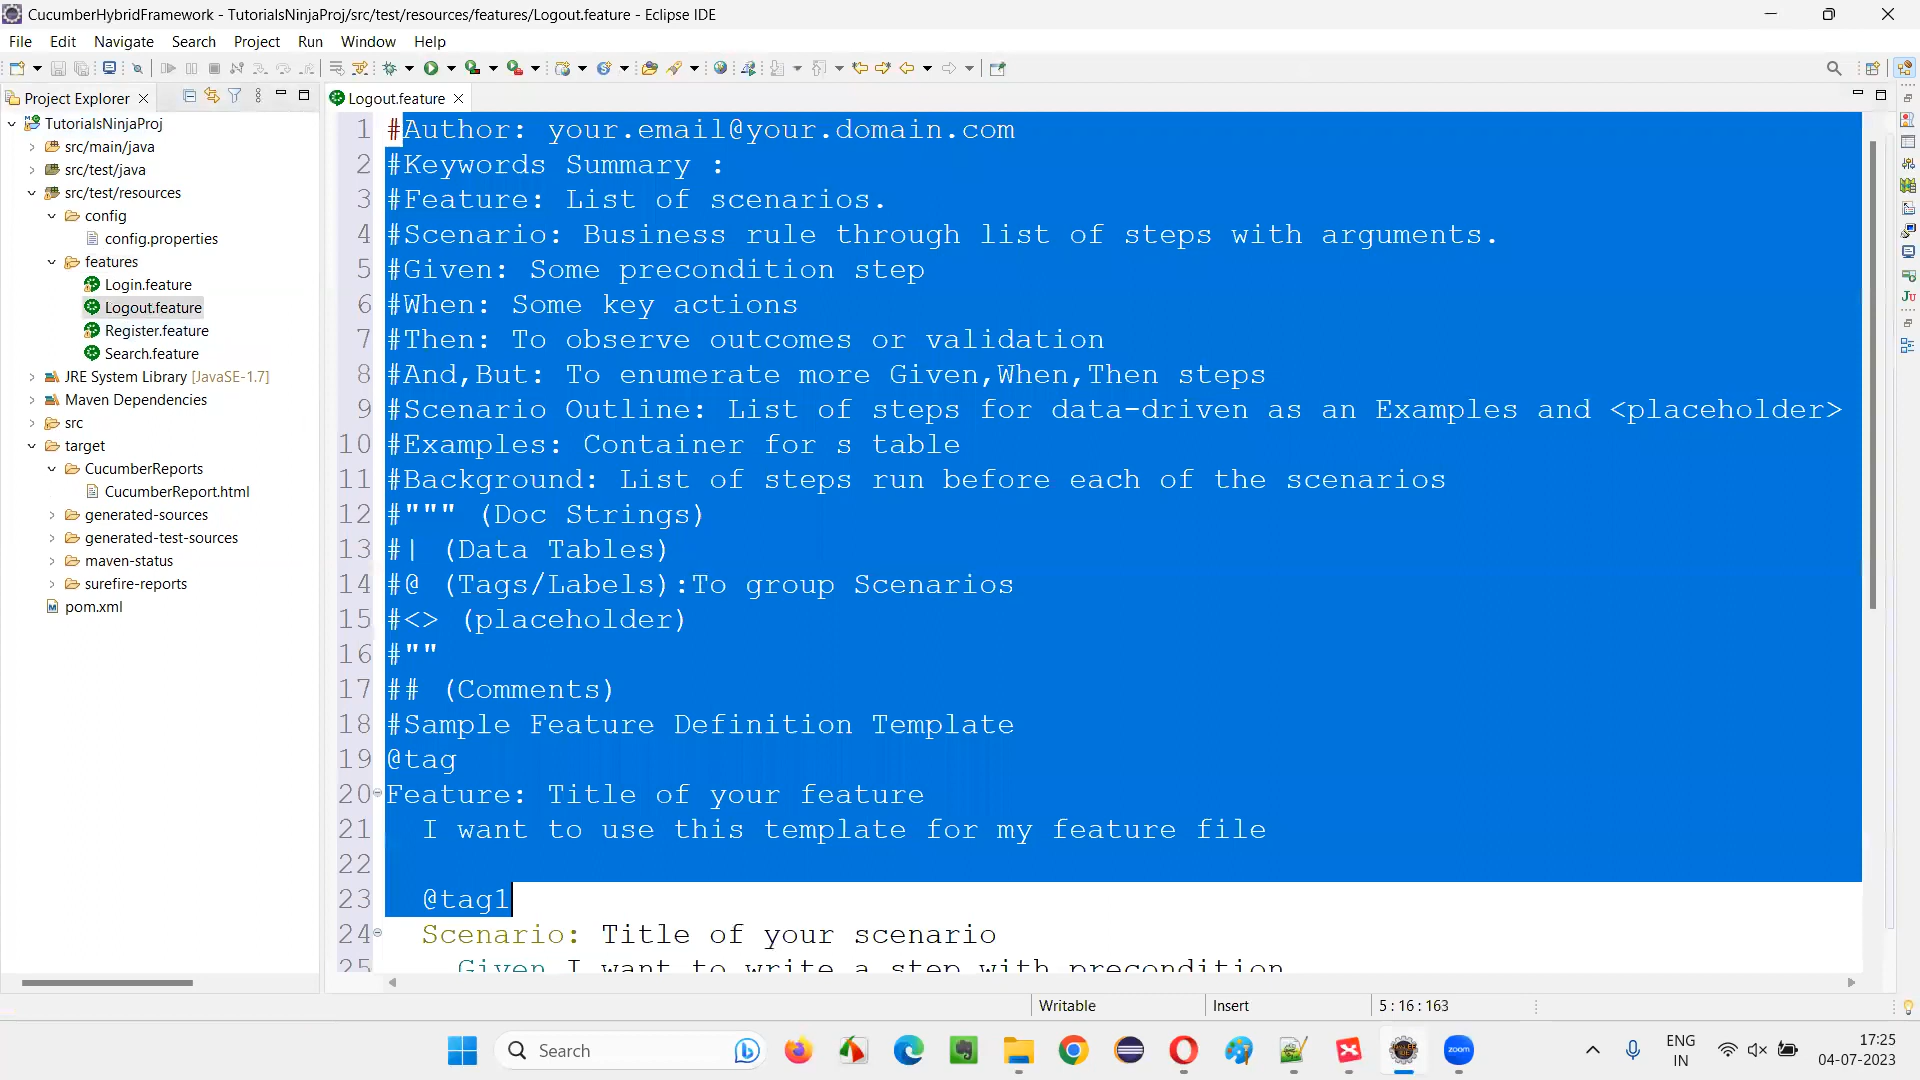 CucumberHybridFramework - TutorialsNinjaProj/src/test/resources/features/Logout.feature - Eclipse IDE
File Edit Navigate Search Project Run Window Help
Project Explorer
TutorialsNinjaProj
src/main/java
src/test/java
src/test/resources
config
config.properties
features
Login.feature
Logout.feature
Register.feature
Search.feature
JRE System Library [JavaSE-1.7]
Maven Dependencies
src
target
CucumberReports
CucumberReport.html
generated-sources
generated-test-sources
maven-status
surefire-reports
pom.xml
Logout.feature
1 #Author: your.email@your.domain.com
2 #Keywords Summary :
3 #Feature: List of scenarios.
4 #Scenario: Business rule through list of steps with arguments.
5 #Given: Some precondition step
6 #When: Some key actions
7 #Then: To observe outcomes or validation
8 #And,But: To enumerate more Given,When,Then steps
9 #Scenario Outline: List of steps for data-driven as an Examples and <placeholder>
10 #Examples: Container for s table
11 #Background: List of steps run before each of the scenarios
12 #""" (Doc Strings)
13 #| (Data Tables)
14 #@ (Tags/Labels):To group Scenarios
15 #<> (placeholder)
16 #""
17 ## (Comments)
18 #Sample Feature Definition Template
19 @tag
20 Feature: Title of your feature
21 I want to use this template for my feature file
22
23 @tag1
24 Scenario: Title of your scenario
25 Given I want to write a step with precondition
Ju
Writable Insert 5 : 16 : 163
Search
zoom
ENG
IN
17:25
04-07-2023